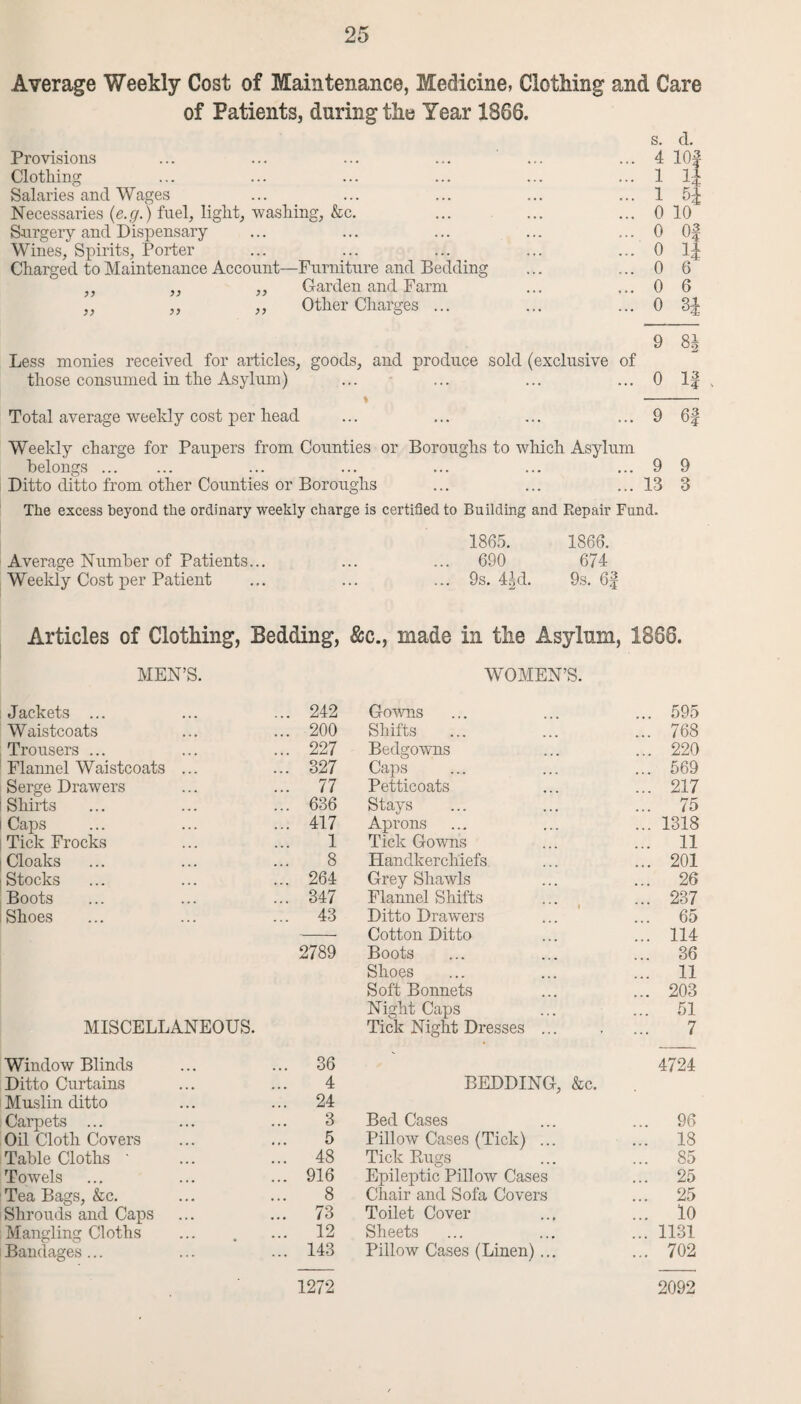 25
Average Weekly Cost of Maintenance, Medicine, Clothing and Care
of Patients, during the Year 1866.
s. d.
Provisions ... ... ... ... ... ... 4 10¾
Clothing ... ... ... ... ... ... 1 1¼
Salaries and Wages ... ... ... ... ... 1 5¼
Necessaries (e.g.) fuel, light, washing, &c. ... ... ... 0 10
Surgery and Dispensary ... ... ... ... ... 0 0¾
Wines, Spirits, Porter ... ... ... ... ... 0 1¼
Charged to Maintenance Account—Furniture and Bedding ... ... 0 6
,, ,, ,, Garden and Farm ... ... 0 6
,, ,, ,, Other Charges ... ... ... 0 3¼
9 8½
Less monies received for articles, goods, and produce sold (exclusive of
those consumed in the Asylum) ... ... ... ... 0 1¾
Total average weekly cost per head ... ... ... ... 9 6¾
Weekly charge for Paupers from Counties or Boroughs to which Asylum
belongs ... ... ... ... ... ... ... 9 9
Ditto ditto from other Counties or Boroughs ... ... ... 13 3
The excess beyond the ordinary weekly charge is certified to Building and Repair Fund.
1865. 1866.
Average Number of Patients... ... ... 690 674
Weekly Cost per Patient ... ... ... 9s. 4½d. 9s. 6¾
Articles of Clothing, Bedding, &c., made in the Asylum, 1866.
MEN'S.
Jackets ... ... ... 242
Waistcoats ... ... 200
Trousers ... ... ... 227
Flannel Waistcoats ... ... 327
Serge Drawers ... ... 77
Shirts ... ... ... 636
Caps ... ... ... 417
Tick Frocks ... ... 1
Cloaks ... ... ... 8
Stocks ... ... ... 264
Boots ... ... ... 347
Shoes ... ... ... 43
2789
MISCELLANEOUS.
Window Blinds ... ... 36
Ditto Curtains ... ... 4
Muslin ditto ... ... 24
Carpets ... ... ... 3
Oil Cloth Covers ... ... 5
Table Cloths ... ... 48
Towels ... ... ... 916
Tea Bags, &c. ... ... 8
Shrouds and Caps ... ... 73
Mangling Cloths ... ... 12
Bandages ... ... ... 143
1272
WOMEN'S.
Gowns ... ... ... 595
Shifts ... ... ... 768
Bedgowns ... ... 220
Caps ... ... ... 569
Petticoats ... ... 217
Stays ... ... ... 75
Aprons ... ... ... 1318
Tick Gowns ... ... 11
Handkerchiefs ... ... 201
Grey Shawls ... ... 26
Flannel Shifts ... ... 237
Ditto Drawers ... ... 65
Cotton Ditto ... ... 114
Boots ... ... ... 36
Shoes ... ... ... 11
Soft Bonnets ... ... 203
Night Caps ... ... 51
Tick Night Dresses ... ... 7
4724
BEDDING, &c.
Bed Cases ... ... 96
Pillow Cases (Tick) ... ... 18
Tick Rugs ... ... 85
Epileptic Pillow Cases ... 25
Chair and Sofa Covers ... 25
Toilet Cover ... ... 10
Sheets ... ... ... 1131
Pillow Cases (Linen) ... ... 702
2092